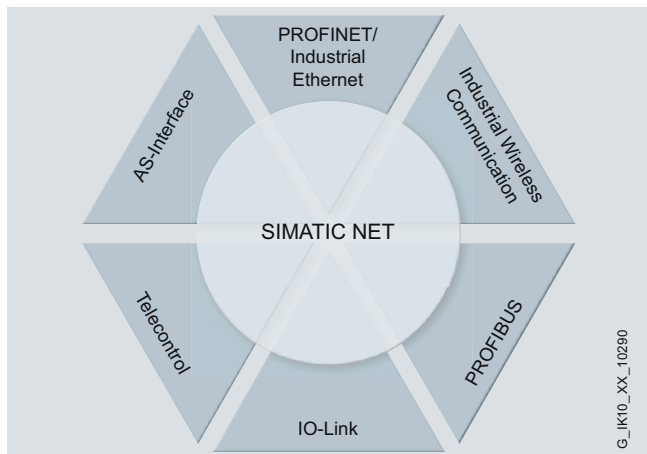 PROFINET/
Industrial
Ethernet
Industrial Wireless
Communication
AS-Interface
SIMATIC NET
Telecontrol
PROFIBUS
IO-Link
G_IK10_XX_10290